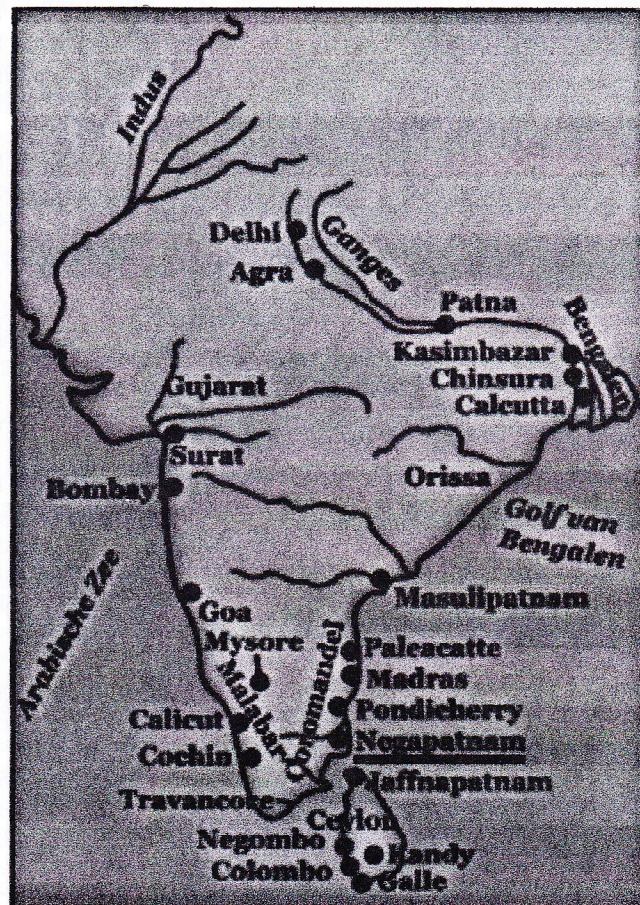 Indus
Delhi
Ganges
Agra
Patna
Bengalen
Kasimbazar
Chinsura
Calcutta
Gujarat
Surat
Orissa
Bombay
Golf van
Bengalen
Arabische Zee
Masulipatnam
Goa
Mysore
Coromandel
Paleacatte
Malabar
Madras
Calicut
Pondicherry
Negapatnam
Cochin
Jaffnapatnam
Travancore
Ceylon
Negombo
Kandy
Colombo
Galle